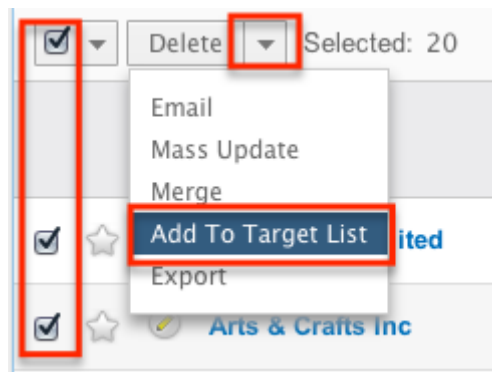 Delete Selected: 20
Email
Mass Update
Merge
Add To Target List
ited
Export
Arts & Crafts Inc